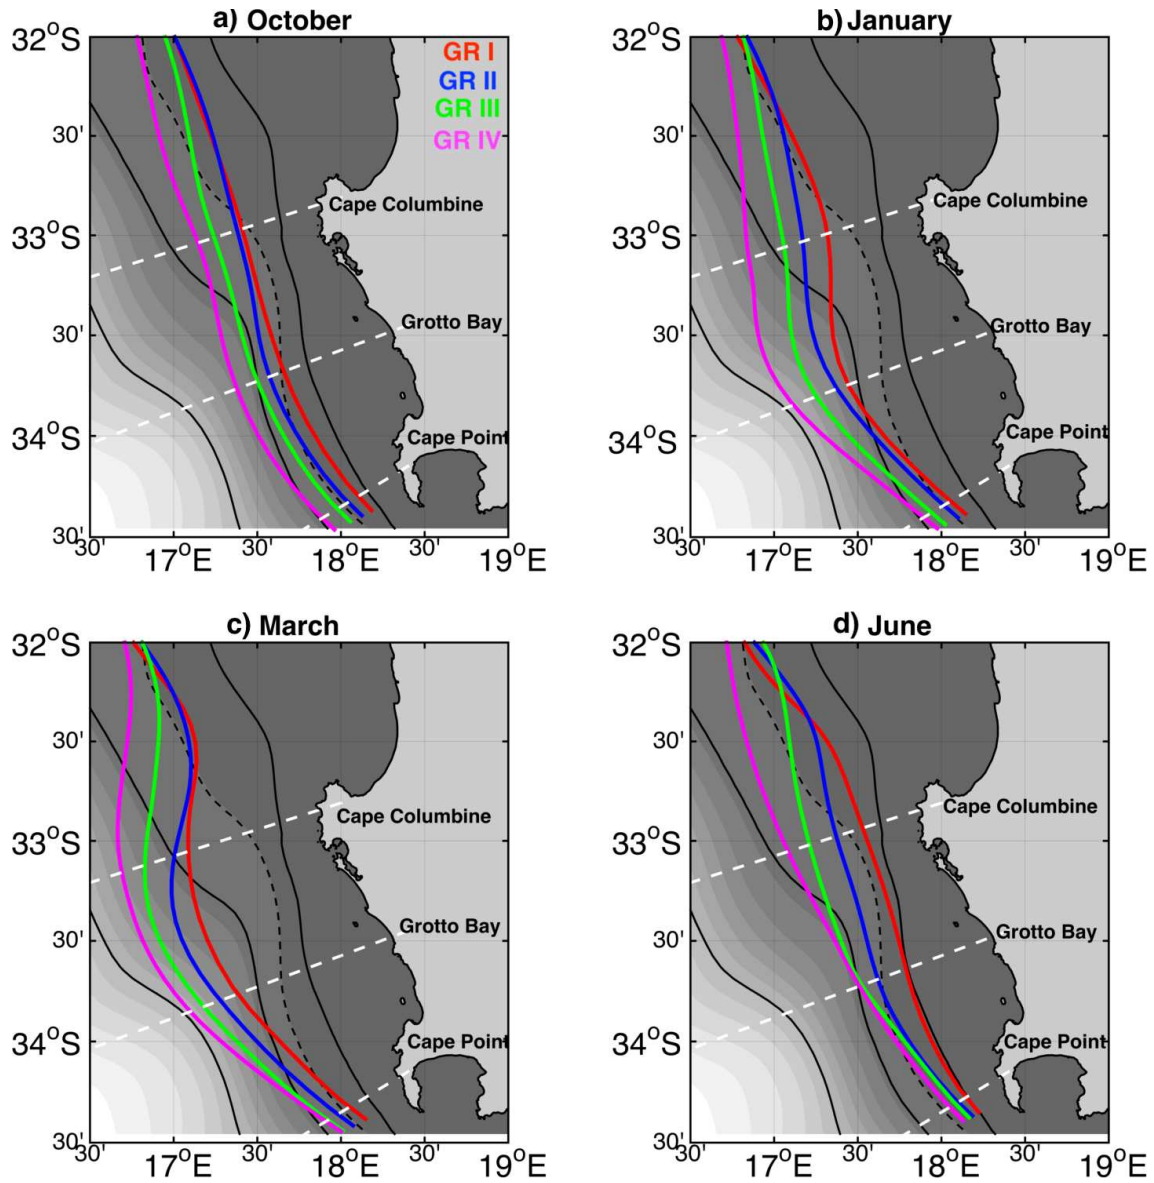 a) October
32°S
30'
33°S
30'
34°S
30'
30'
17°E
30'
18°E
30'
19°E
GR I
GR II
GR III
GR IV
Cape Columbine
Grotto Bay
Cape Point
b) January
32°S
30'
33°S
30'
34°S
30'
30'
17°E
30'
18°E
30'
19°E
Cape Columbine
Grotto Bay
Cape Point
c) March
32°S
30'
33°S
30'
34°S
30'
30'
17°E
30'
18°E
30'
19°E
Cape Columbine
Grotto Bay
Cape Point
d) June
32°S
30'
33°S
30'
34°S
30'
30'
17°E
30'
18°E
30'
19°E
Cape Columbine
Grotto Bay
Cape Point